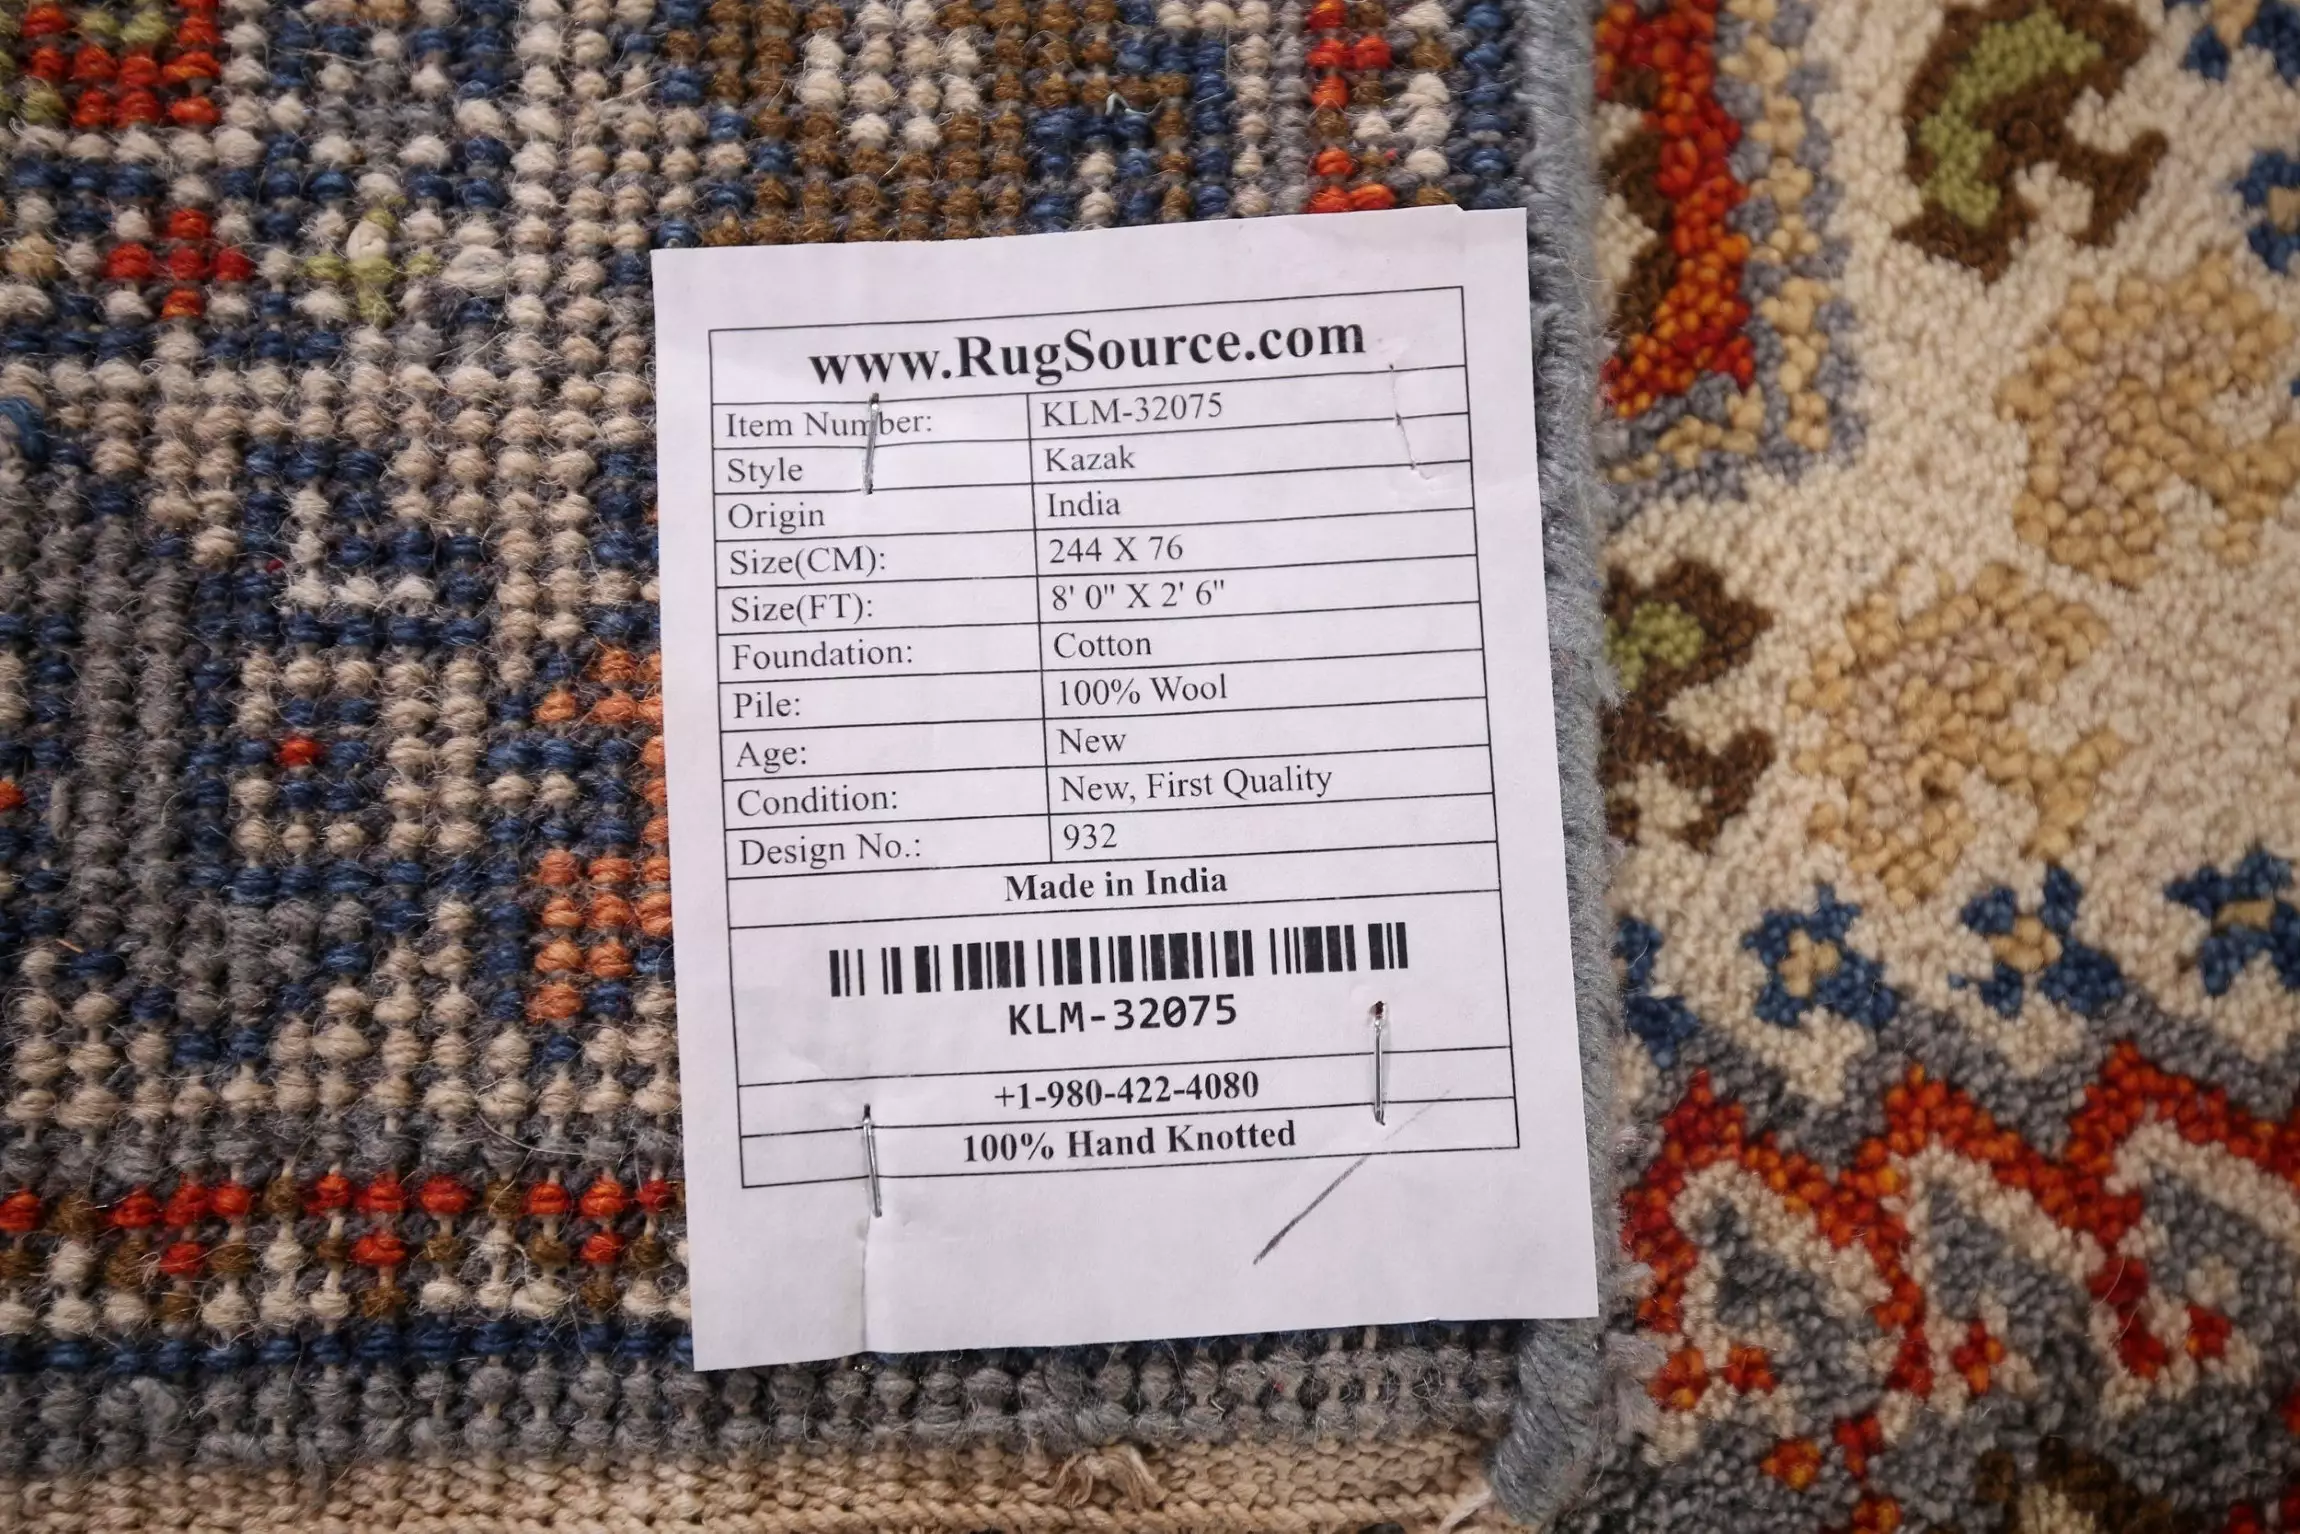 www.RugSource.com
Item Number: KLM-32075
Style Kazak
Origin India
Size(CM): 244 X 76
Size(FT): 8' 0" X 2' 6"
Foundation: Cotton
Pile: 100% Wool
Age: New
Condition: New, First Quality
Design No.: 932
Made in India
KLM-32075
+1-980-422-4080
100% Hand Knotted